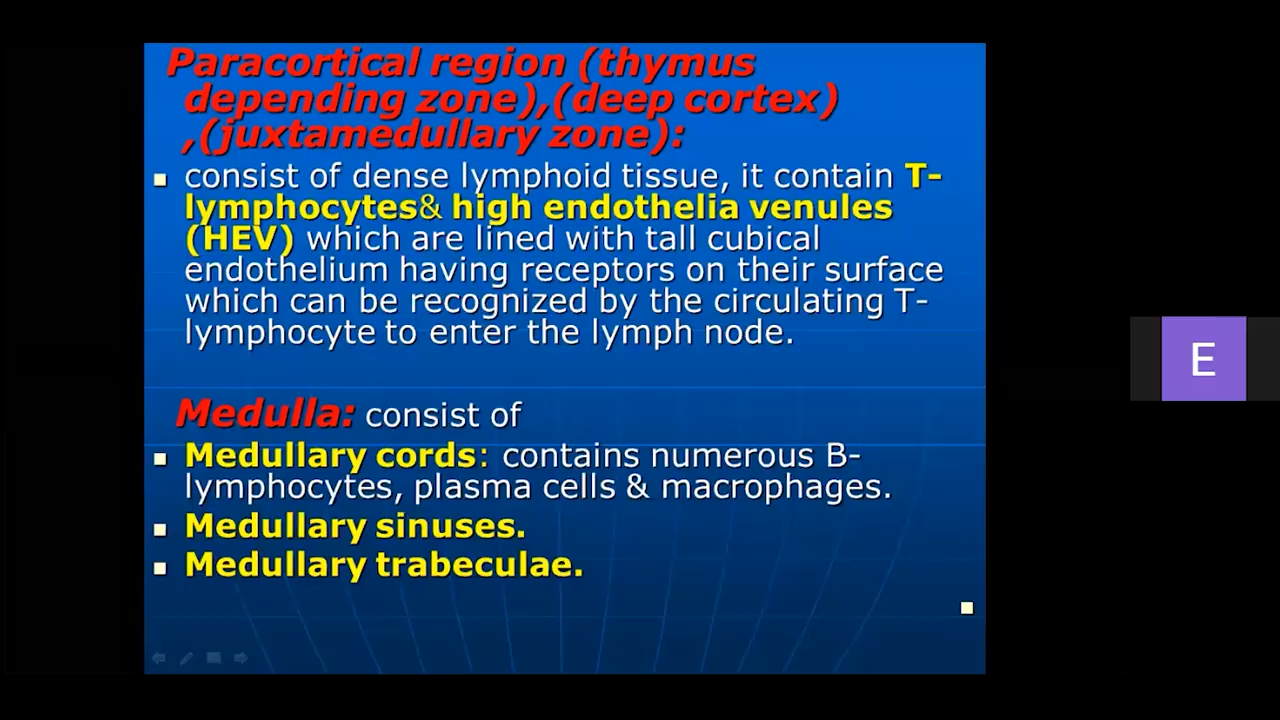 Paracortical region (thymus
depending zone),(deep cortex)
,(juxtamedullary zone):
consist of dense lymphoid tissue, it contain T-
lymphocytes& high endothelia venules
(HEV) which are lined with tall cubical
endothelium having receptors on their surface
which can be recognized by the circulating T-
lymphocyte to enter the lymph node.
Medulla: consist of
Medullary cords: contains numerous B-
lymphocytes, plasma cells & macrophages.
Medullary sinuses.
Medullary trabeculae.
E